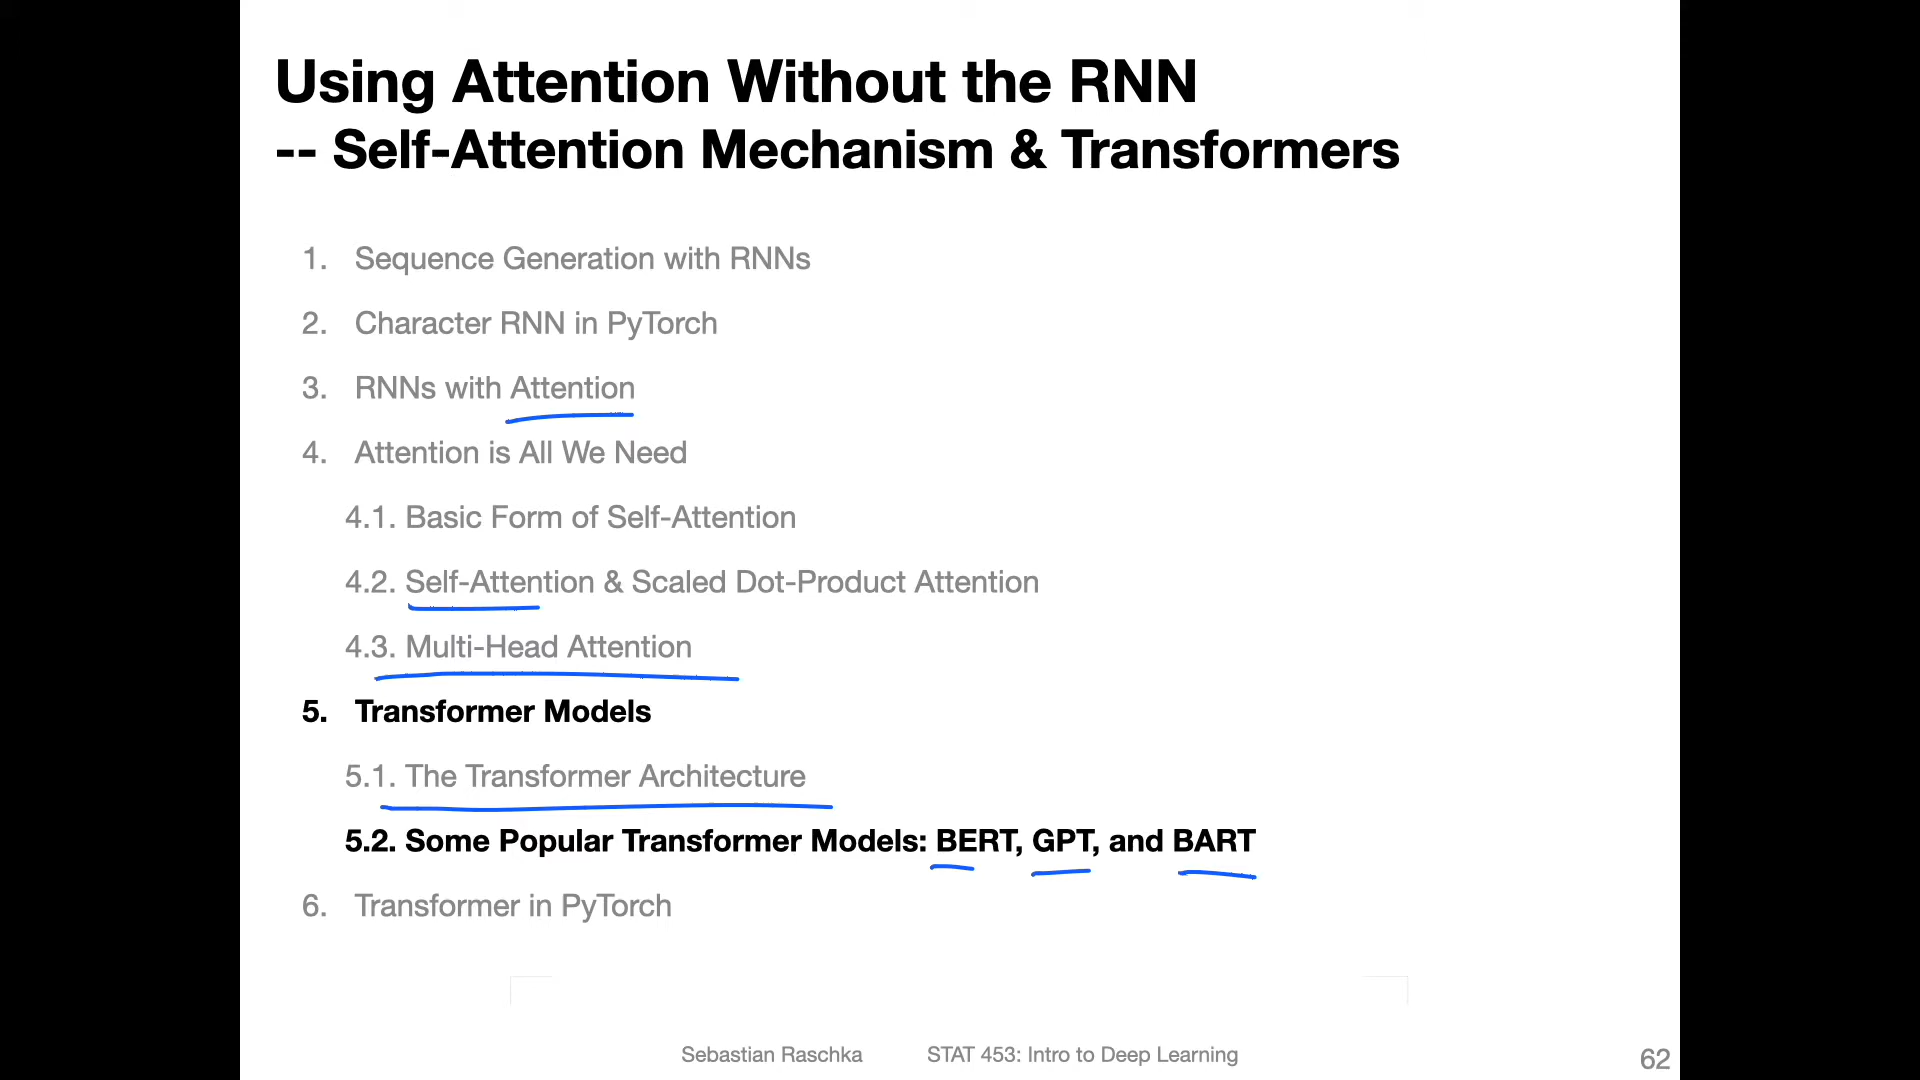 Using Attention Without the RNN
-- Self-Attention Mechanism & Transformers
1. Sequence Generation with RNNs
2. Character RNN in PyTorch
3. RNNs with Attention
4. Attention is All We Need
4.1. Basic Form of Self-Attention
4.2. Self-Attention & Scaled Dot-Product Attention
4.3. Multi-Head Attention
5. Transformer Models
5.1. The Transformer Architecture
5.2. Some Popular Transformer Models: BERT, GPT, and BART
6. Transformer in PyTorch
Sebastian Raschka STAT 453: Intro to Deep Learning 62